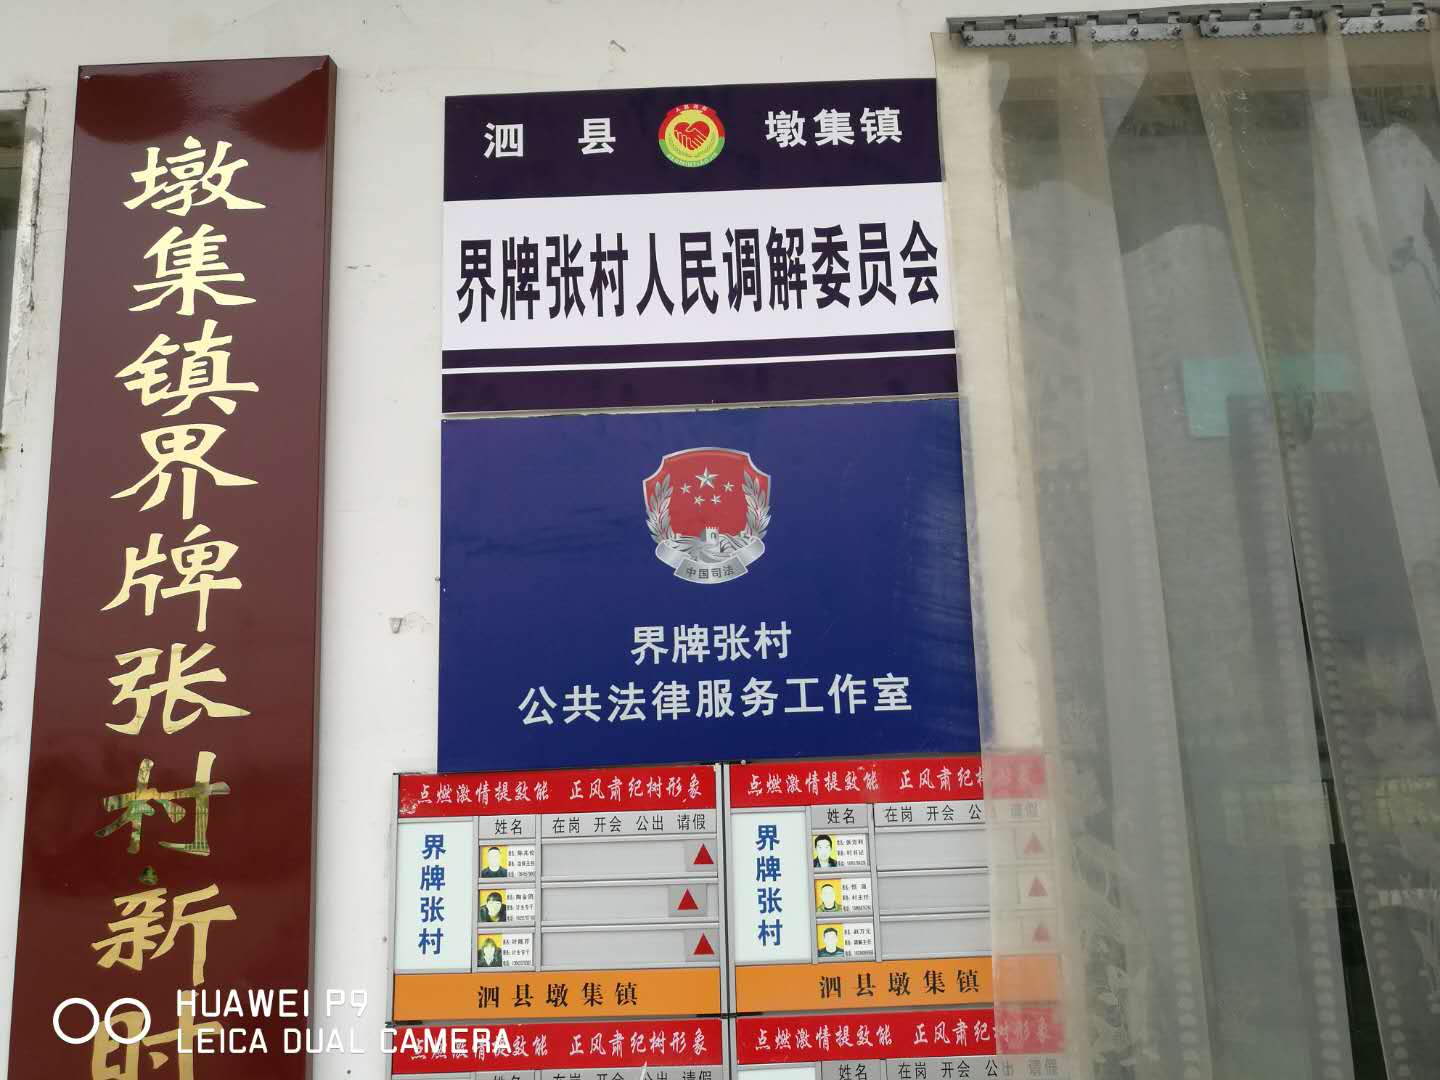 墩集镇界牌张村新时
泗县 墩集镇
界牌张村人民调解委员会
中国司法
界牌张村
公共法律服务工作室
点燃激情提效能 正风肃纪树形象
界牌张村
姓名 在岗 开会 公出 请假
泗县墩集镇
点燃激情提效能 正风肃纪树形象
界牌张村
姓名 在岗 开会 公出 请假
泗县墩集镇
点燃激情提效能 正风肃纪树形象
姓名 在岗 开会 公出 请假
点燃激情提效能 正风肃纪树形象
姓名 在岗 开会 公出 请假
HUAWEI P9
LEICA DUAL CAMERA